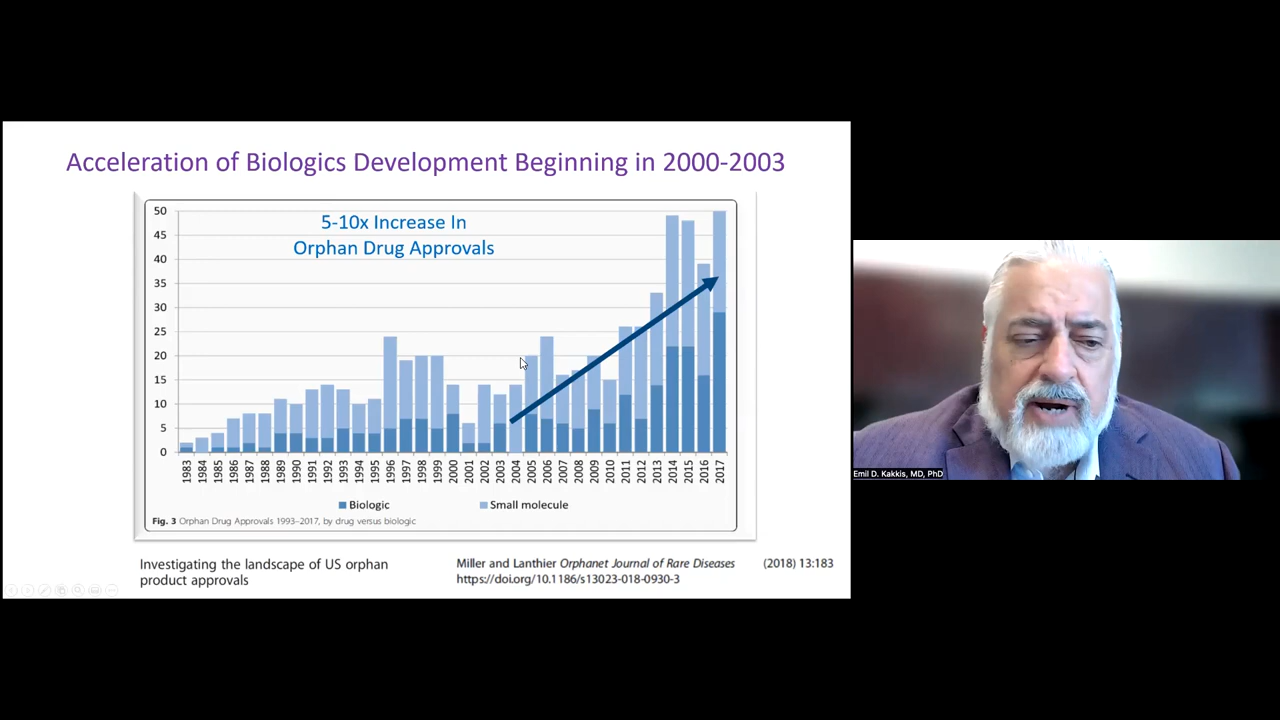 Acceleration of Biologics Development Beginning in 2000-2003
5-10x Increase In
Orphan Drug Approvals
50
45
40
35
30
25
20
15
10
5
0
1983 1984 1985 1986 1987 1988 1989 1990 1991 1992 1993 1994 1995 1996 1997 1998 1999 2000 2001 2002 2003 2004 2005 2006 2007 2008 2009 2010 2011 2012 2013 2014 2015 2016 2017
Biologic Small molecule
Fig. 3 Orphan Drug Approvals 1993–2017, by drug versus biologic
Investigating the landscape of US orphan
product approvals
Miller and Lanthier Orphanet Journal of Rare Diseases (2018) 13:183
https://doi.org/10.1186/s13023-018-0930-3
Emil D. Kakkis, MD, PhD